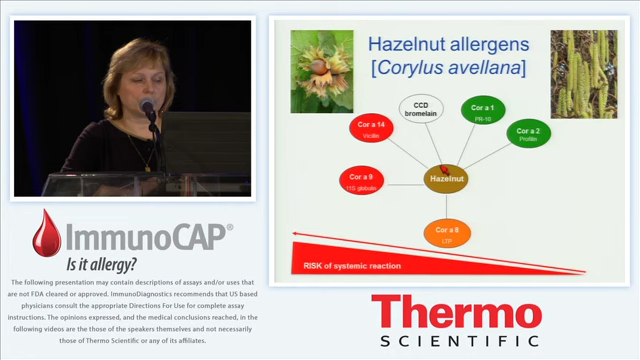 Hazelnut allergens
[Corylus avellana]
CCD
bromelain
Cor a 1
PR-10
Cor a 14
Cor a 2
Profilin
Cor a 9
11S globulin
Hazelnut
Cor a 8
LTP
RISK of systemic reaction
ImmunoCAP®
Is it allergy?
The following presentation may contain descriptions of assays and/or uses that
are not FDA cleared or approved. ImmunoDiagnostics recommends that US based
physicians consult the appropriate Directions For Use for complete assay
instructions. The opinions expressed, and the medical conclusions reached, in
the following videos are those of the speakers themselves and not necessarily
those of Thermo Scientific or any of its affiliates.
Thermo
SCIENTIFIC